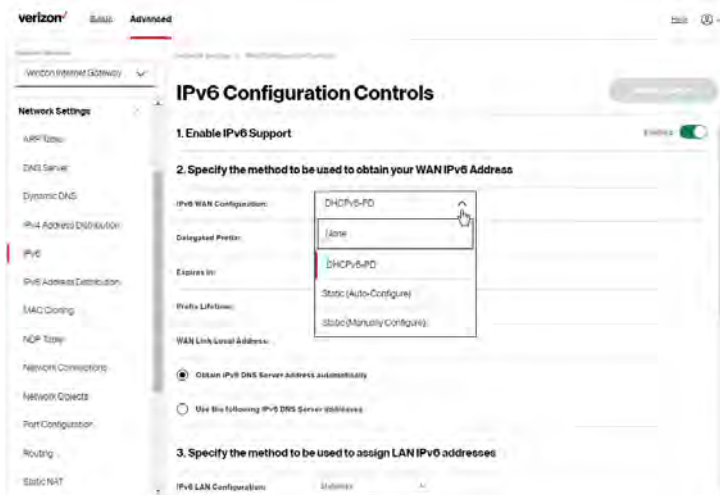 verizon✓ Basic Advanced Help
Verizon Internet Gateway
IPv6 Configuration Controls
Network Settings
1. Enable IPv6 Support Enabled
ARP Table
DNS Server
2. Specify the method to be used to obtain your WAN IPv6 Address
Dynamic DNS
IPv6 WAN Configuration: DHCPv6-PD
IPv4 Address Distribution
None
Delegated Prefix:
IPv6
DHCPv6-PD
Expires In:
IPv6 Address Distribution
Static (Auto-Configure)
MAC Cloning
Prefix Lifetime:
Static (Manually Configure)
NDP Table
WAN Link Local Address:
Network Connections
Obtain IPv6 DNS Server Address automatically
Network Objects
Use the following IPv6 DNS Server addresses
Port Configuration
Routing
3. Specify the method to be used to assign LAN IPv6 addresses
Static NAT
IPv6 LAN Configuration: Stateless